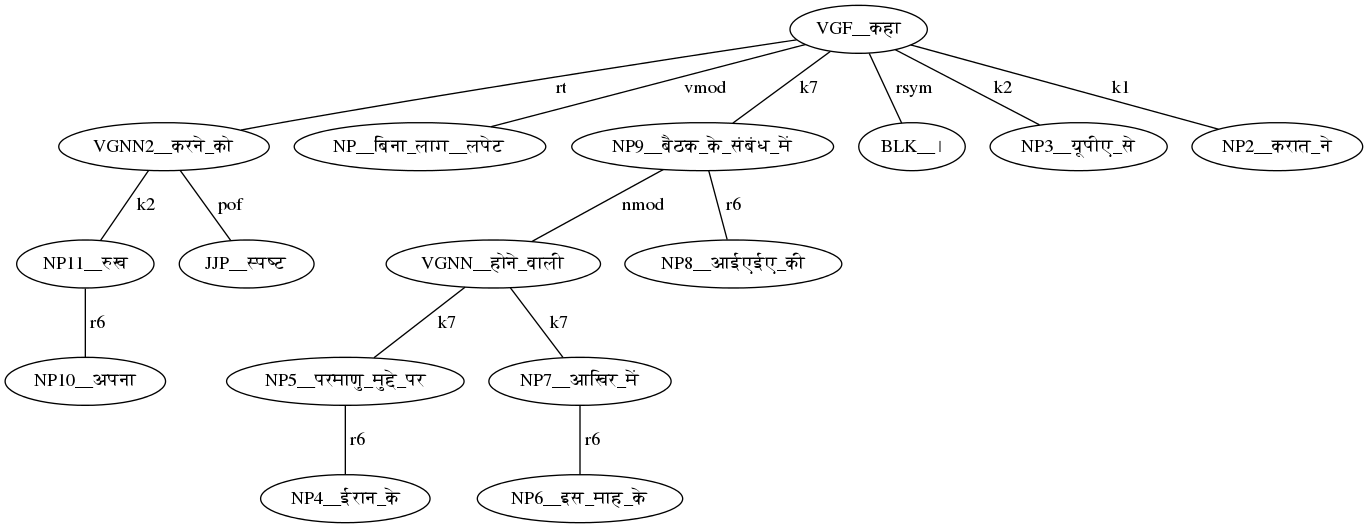 VGF__कहा
rt vmod k7 rsym k2 k1
VGNN2__करने_को NP__बिना_लाग__लपेट NP9__बैठक_के_संबंध_में BLK__। NP3__यूपीए_से NP2__करात_ने
k2 pof nmod r6
NP11__रुख JJP__स्पष्ट VGNN__होने_वाली NP8__आईएईए_की
r6 k7 k7
NP10__अपना NP5__परमाणु_मुद्दे_पर NP7__आखिर_में
r6 r6
NP4__ईरान_के NP6__इस_माह_के